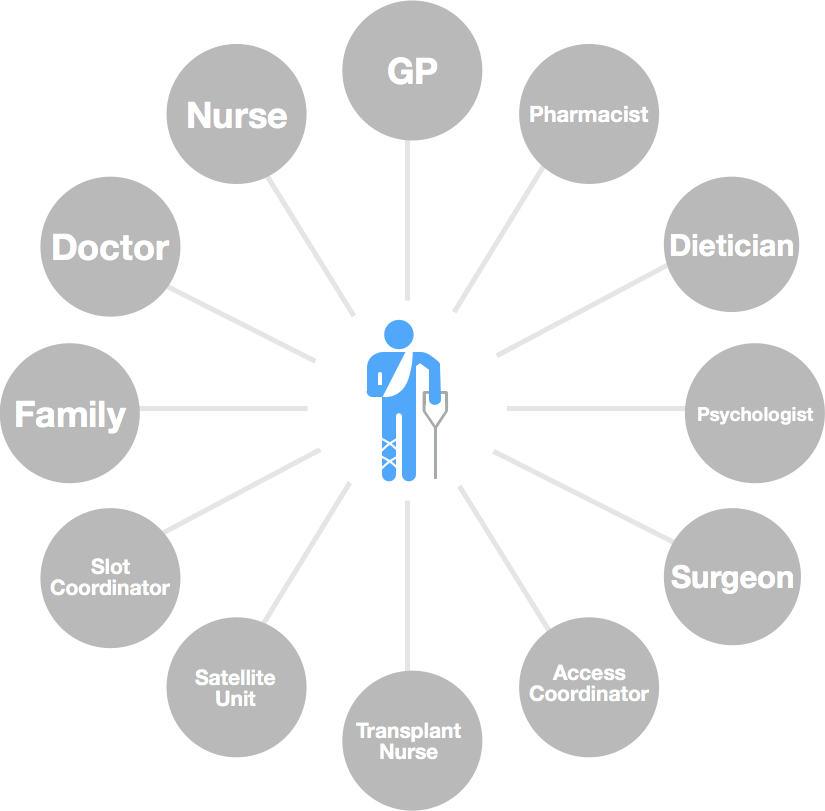 GP
Nurse
Pharmacist
Doctor
Dietician
Family
Psychologist
Slot
Coordinator
Surgeon
Satellite
Unit
Access
Coordinator
Transplant
Nurse